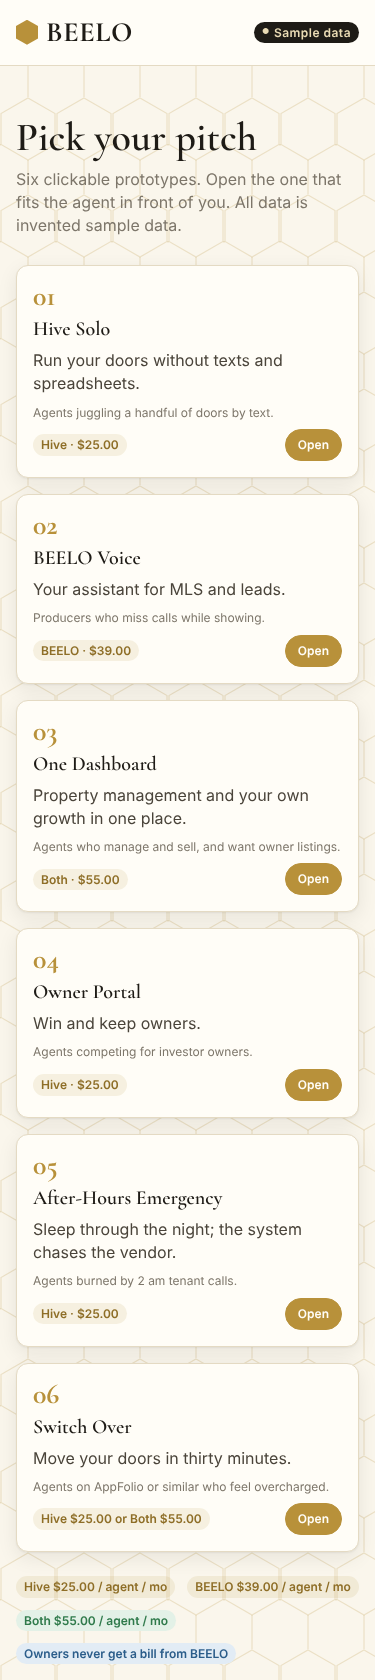 BEELO
Sample data
Pick your pitch
Six clickable prototypes. Open the one that
fits the agent in front of you. All data is
invented sample data.
01
Hive Solo
Run your doors without texts and
spreadsheets.
Agents juggling a handful of doors by text.
Hive · $25.00
Open
02
BEELO Voice
Your assistant for MLS and leads.
Producers who miss calls while showing.
BEELO · $39.00
Open
03
One Dashboard
Property management and your own
growth in one place.
Agents who manage and sell, and want owner listings.
Both · $55.00
Open
04
Owner Portal
Win and keep owners.
Agents competing for investor owners.
Hive · $25.00
Open
05
After-Hours Emergency
Sleep through the night; the system
chases the vendor.
Agents burned by 2 am tenant calls.
Hive · $25.00
Open
06
Switch Over
Move your doors in thirty minutes.
Agents on AppFolio or similar who feel overcharged.
Hive $25.00 or Both $55.00
Open
Hive $25.00 / agent / mo
BEELO $39.00 / agent / mo
Both $55.00 / agent / mo
Owners never get a bill from BEELO